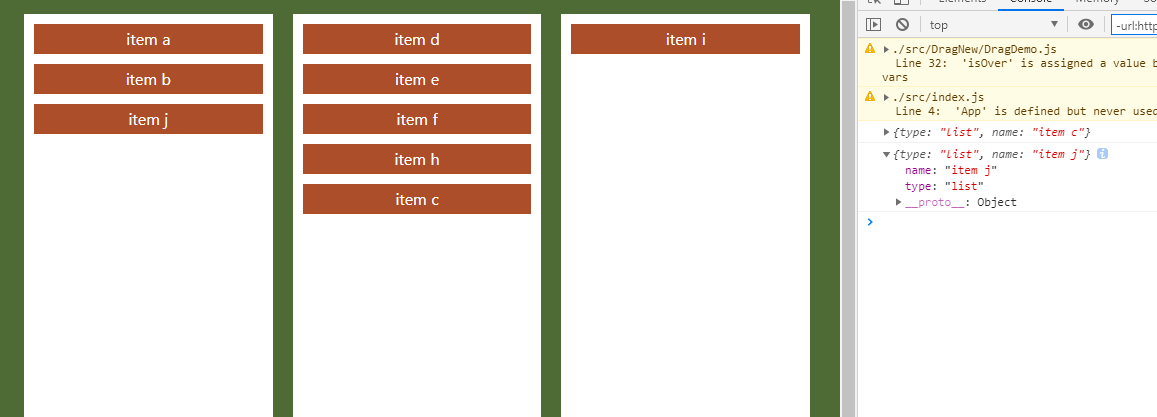 item a
item b
item j
item d
item e
item f
item h
item c
item i
Elements
Console
Memory
top
-url:http
./src/DragNew/DragDemo.js
Line 32:  'isOver' is assigned a value b
vars
./src/index.js
Line 4:  'App' is defined but never used
{type: "list", name: "item c"}
{type: "list", name: "item j"}
name: "item j"
type: "list"
__proto__: Object